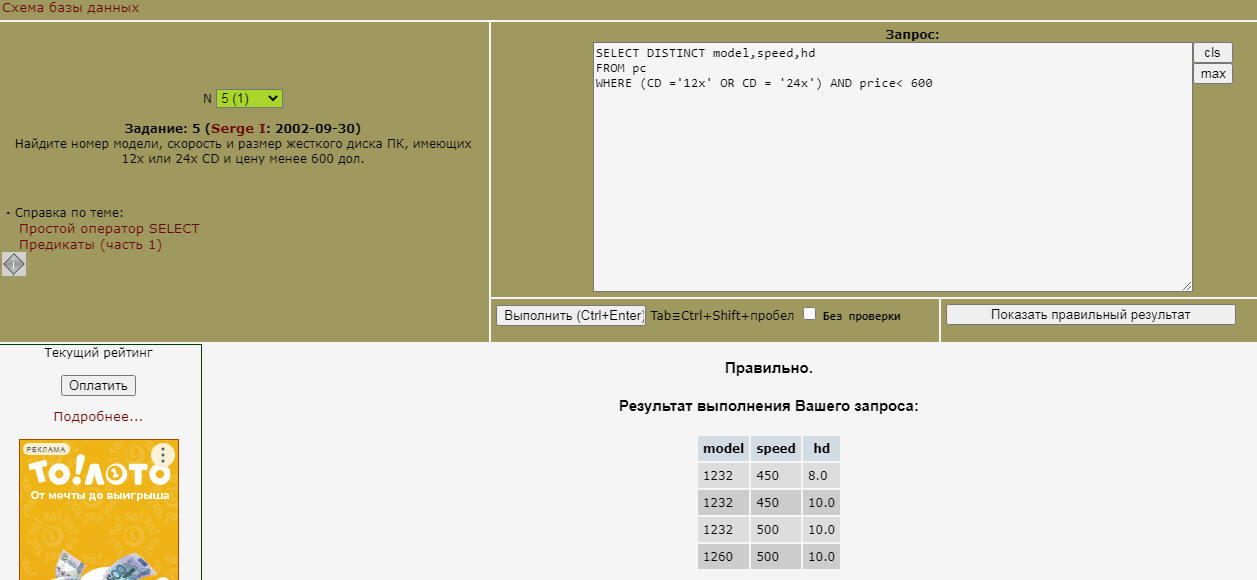 Схема базы данных
N 5 (1)
Задание: 5 (Serge I: 2002-09-30)
Найдите номер модели, скорость и размер жесткого диска ПК, имеющих
12x или 24x CD и цену менее 600 дол.
· Справка по теме:
Простой оператор SELECT
Предикаты (часть 1)
i
Запрос:
SELECT DISTINCT model,speed,hd
FROM pc
WHERE (CD ='12x' OR CD = '24x') AND price< 600
cls
max
Выполнить (Ctrl+Enter) Tab≡Ctrl+Shift+пробел Без проверки
Показать правильный результат
Текущий рейтинг
Оплатить
Подробнее...
РЕКЛАМА
ТО!ЛОТО
От мечты до выигрыша
Правильно.
Результат выполнения Вашего запроса:
model speed hd
1232 450 8.0
1232 450 10.0
1232 500 10.0
1260 500 10.0